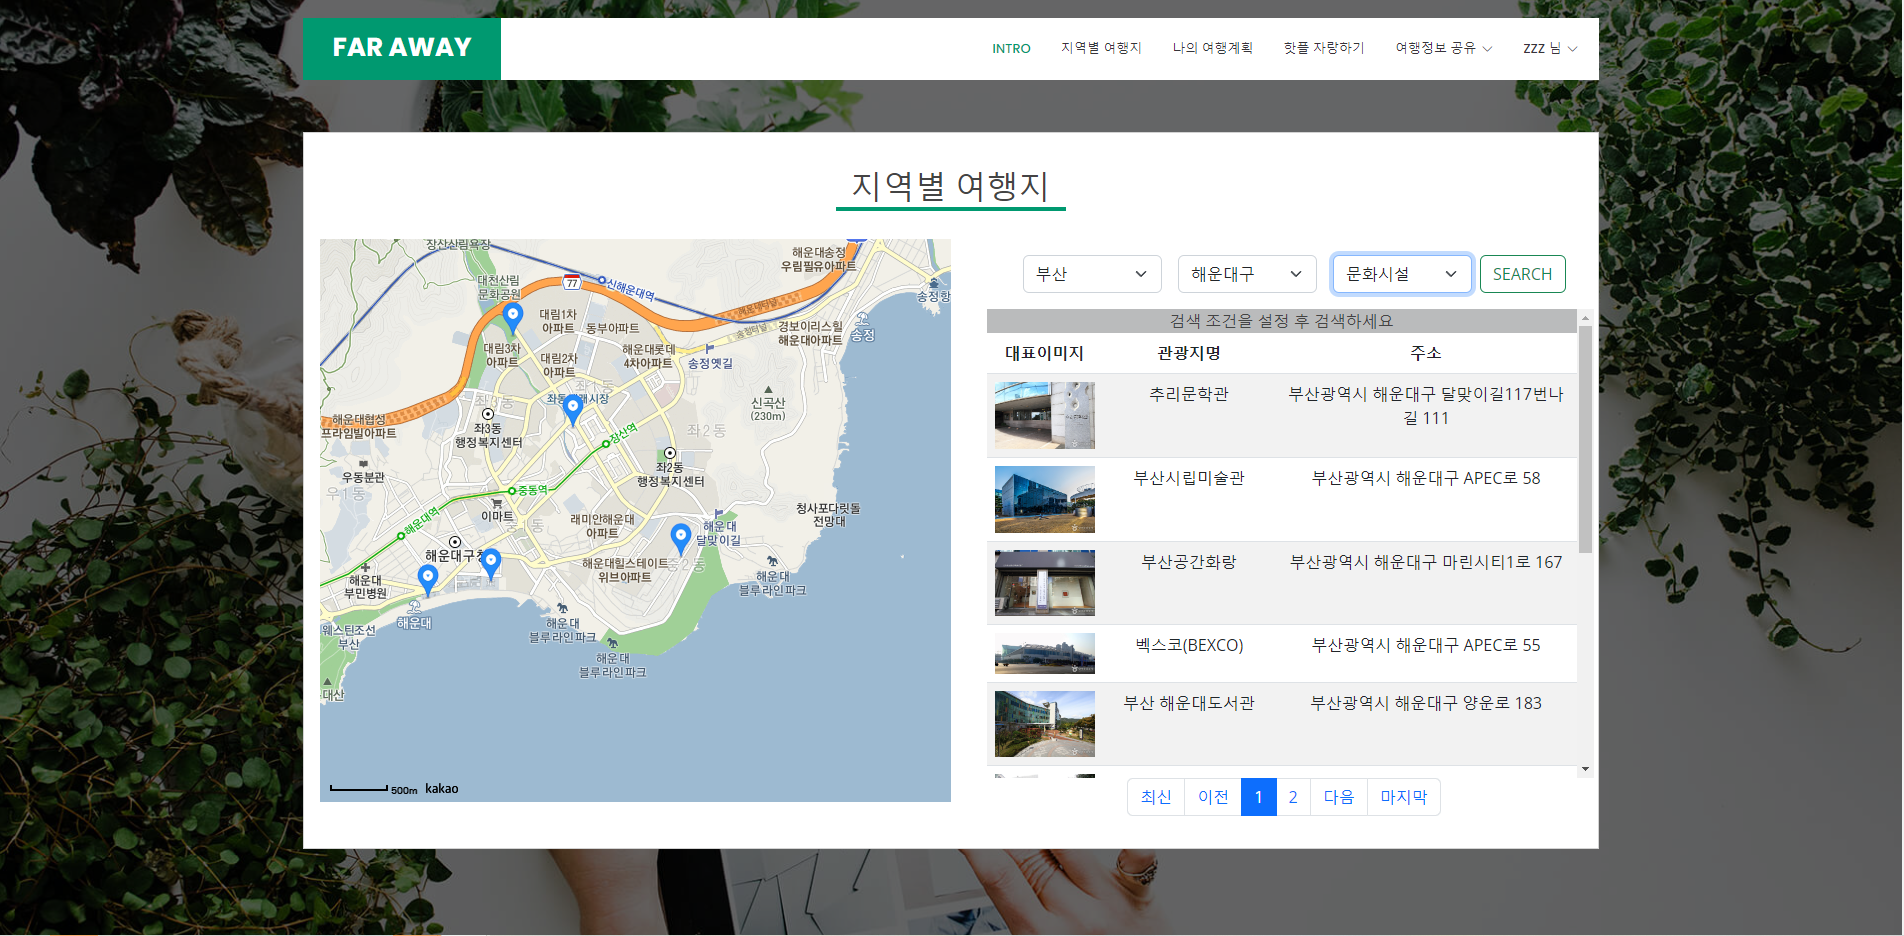 FAR AWAY
INTRO
지역별 여행지
나의 여행계획
핫플 자랑하기
여행정보 공유
ZZZ 님
지역별 여행지
장산산림욕장
해운대송정
우림필유아파트
대천산림
문화공원
77
신해운대역
해운대터널
송정터널
송정항
대림1차
아파트
동부아파트
경보이리스힐
해운대아파트
송정
대림3차
아파트
대림2차
아파트
해운대롯데
4차아파트
송정옛길
좌1동
좌3동
신곡산
(230m)
해운대협성
프라임빌아파트
좌3동
행정복지센터
장산역
좌2동
좌2동
행정복지센터
우동분관
우1동
중동역
이마트
중동
해운대역
래미안해운대
아파트
청사포다릿돌
전망대
해운대
달맞이길
해운대구청
해운대힐스테이트
위브아파트
중2동
해운대
부민병원
해운대
블루라인파크
해운대
해운대
블루라인파크
웨스틴조선
부산
해운대
블루라인파크
대산
500m
kakao
부산
해운대구
문화시설
SEARCH
검색 조건을 설정 후 검색하세요
대표이미지 관광지명 주소
추리문학관 부산광역시 해운대구 달맞이길117번나
길 111
부산시립미술관 부산광역시 해운대구 APEC로 58
부산공간화랑 부산광역시 해운대구 마린시티1로 167
벡스코(BEXCO) 부산광역시 해운대구 APEC로 55
부산 해운대도서관 부산광역시 해운대구 양운로 183
최신 이전 1 2 다음 마지막